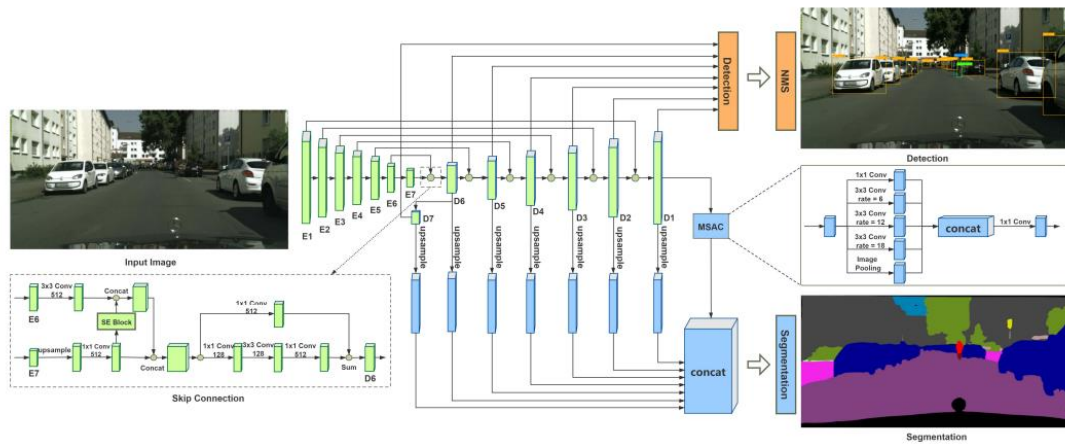 Input Image
E1
E2
E3
E4
E5
E6
E7
D7
D6
D5
D4
D3
D2
D1
upsample
upsample
upsample
upsample
upsample
upsample
upsample
Detection
NMS
Detection
MSAC
1x1 Conv
3x3 Conv
rate = 6
3x3 Conv
rate = 12
3x3 Conv
rate = 18
Image
Pooling
concat
1x1 Conv
concat
Segmentation
Segmentation
E6
3x3 Conv
512
Concat
SE Block
E7
upsample
1x1 Conv
512
Concat
1x1 Conv
512
1x1 Conv
128
3x3 Conv
128
1x1 Conv
512
Sum
D6
Skip Connection